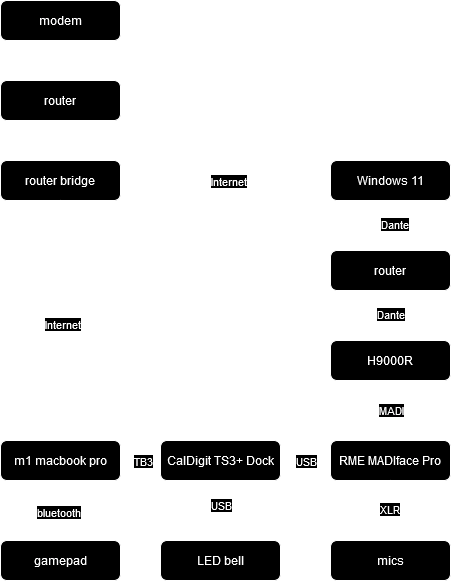 modem
router
router bridge
Internet
Windows 11
Dante
router
Internet
Dante
H9000R
MADI
m1 macbook pro
TB3
CalDigit TS3+ Dock
USB
RME MADIface Pro
bluetooth
USB
XLR
gamepad
LED bell
mics